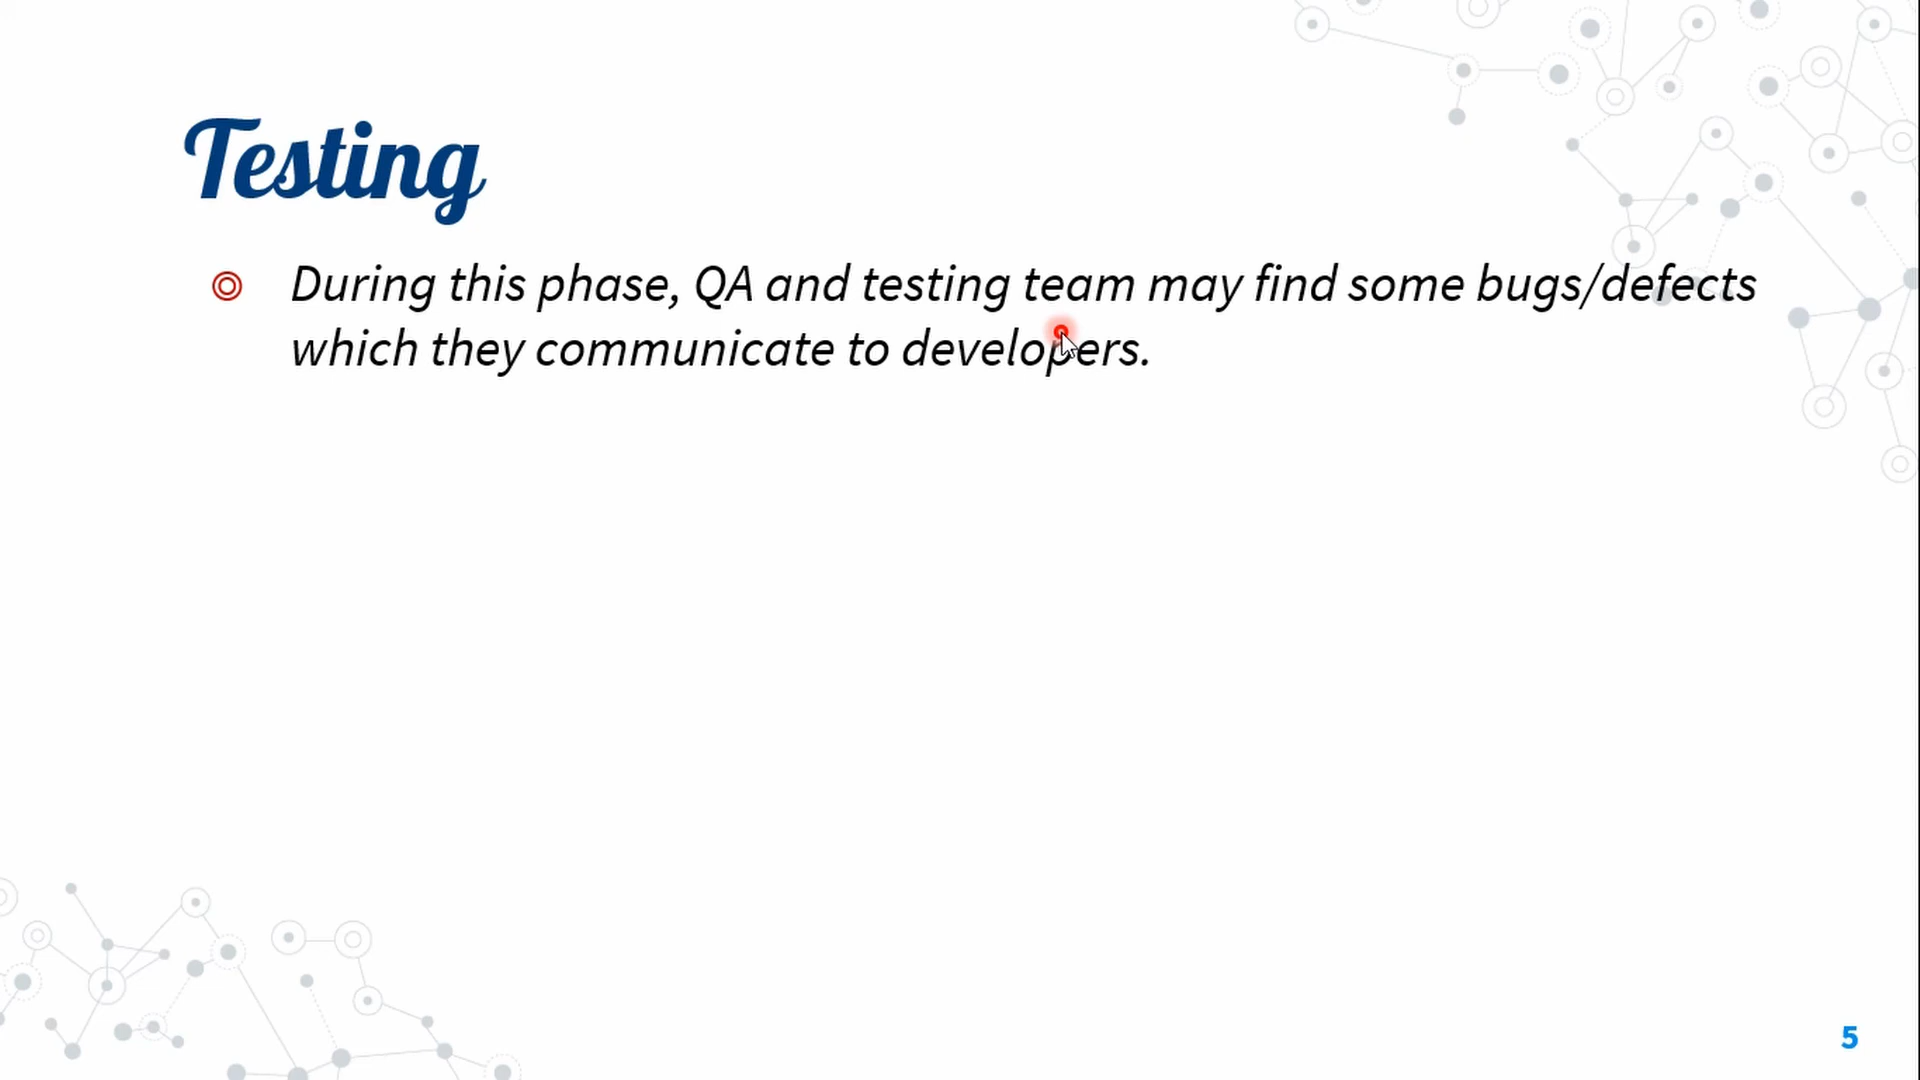 Testing
During this phase, QA and testing team may find some bugs/defects
which they communicate to developers.
5